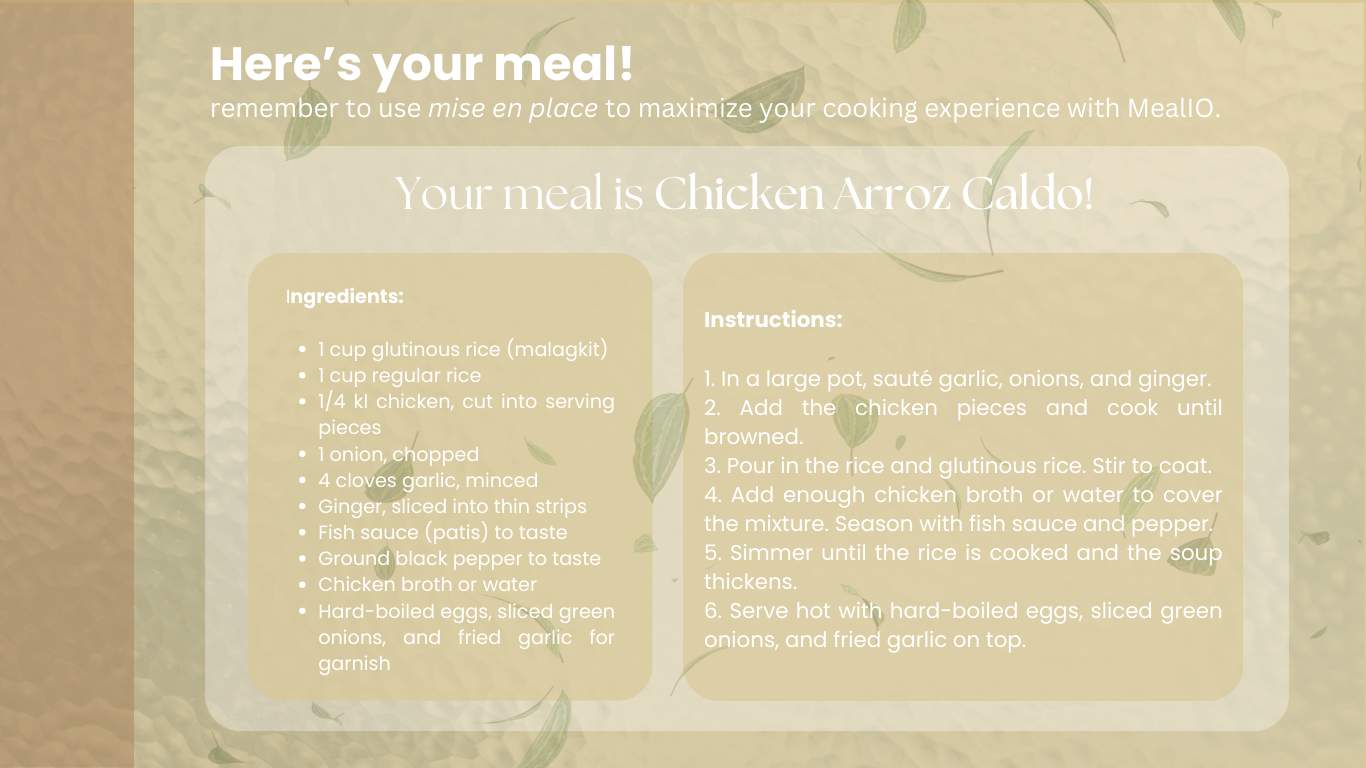 Here’s your meal!
remember to use mise en place to maximize your cooking experience with MealIO.
Your meal is Chicken Arroz Caldo!
Ingredients:
• 1 cup glutinous rice (malagkit)
• 1 cup regular rice
• 1/4 kl chicken, cut into serving
pieces
• 1 onion, chopped
• 4 cloves garlic, minced
• Ginger, sliced into thin strips
• Fish sauce (patis) to taste
• Ground black pepper to taste
• Chicken broth or water
• Hard-boiled eggs, sliced green
onions, and fried garlic for
garnish
Instructions:
1. In a large pot, sauté garlic, onions, and ginger.
2. Add the chicken pieces and cook until
browned.
3. Pour in the rice and glutinous rice. Stir to coat.
4. Add enough chicken broth or water to cover
the mixture. Season with fish sauce and pepper.
5. Simmer until the rice is cooked and the soup
thickens.
6. Serve hot with hard-boiled eggs, sliced green
onions, and fried garlic on top.